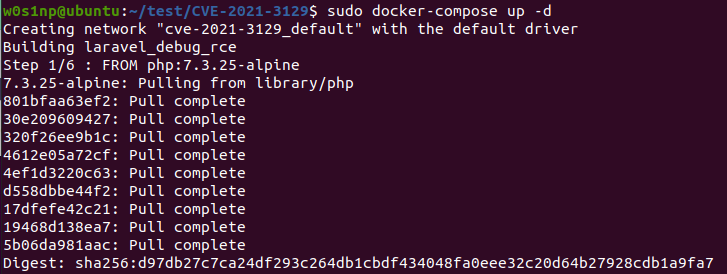 w0s1np@ubuntu:~/test/CVE-2021-3129$ sudo docker-compose up -d
Creating network "cve-2021-3129_default" with the default driver
Building laravel_debug_rce
Step 1/6 : FROM php:7.3.25-alpine
7.3.25-alpine: Pulling from library/php
801bfaa63ef2: Pull complete
30e209609427: Pull complete
320f26ee9b1c: Pull complete
4612e05a72cf: Pull complete
4ef1d3220c63: Pull complete
d558dbbe44f2: Pull complete
17dfefe42c21: Pull complete
19468d138ea7: Pull complete
5b06da981aac: Pull complete
Digest: sha256:d97db27c7ca24df293c264db1cbdf434048fa0eee32c20d64b27928cdb1a9fa7